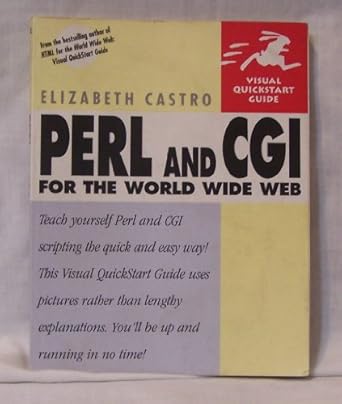 from the bestselling author of
HTML for the World Wide Web:
Visual QuickStart Guide
VISUAL
QUICKSTART
GUIDE
ELIZABETH CASTRO
PERL AND CGI
FOR THE WORLD WIDE WEB
Teach yourself Perl and CGI
scripting the quick and easy way!
This Visual QuickStart Guide uses
pictures rather than lengthy
explanations. You'll be up and
running in no time!